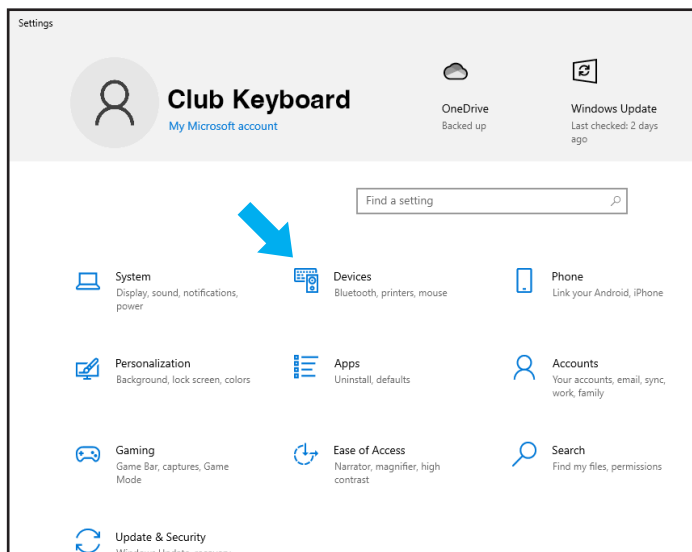 Settings
Club Keyboard
My Microsoft account
OneDrive
Backed up
Windows Update
Last checked: 2 days
ago
Find a setting
System
Display, sound, notifications,
power
Devices
Bluetooth, printers, mouse
Phone
Link your Android, iPhone
Personalization
Background, lock screen, colors
Apps
Uninstall, defaults
Accounts
Your accounts, email, sync,
work, family
Gaming
Game Bar, captures, Game
Mode
Ease of Access
Narrator, magnifier, high
contrast
Search
Find my files, permissions
Update & Security
Windows Update, recovery,